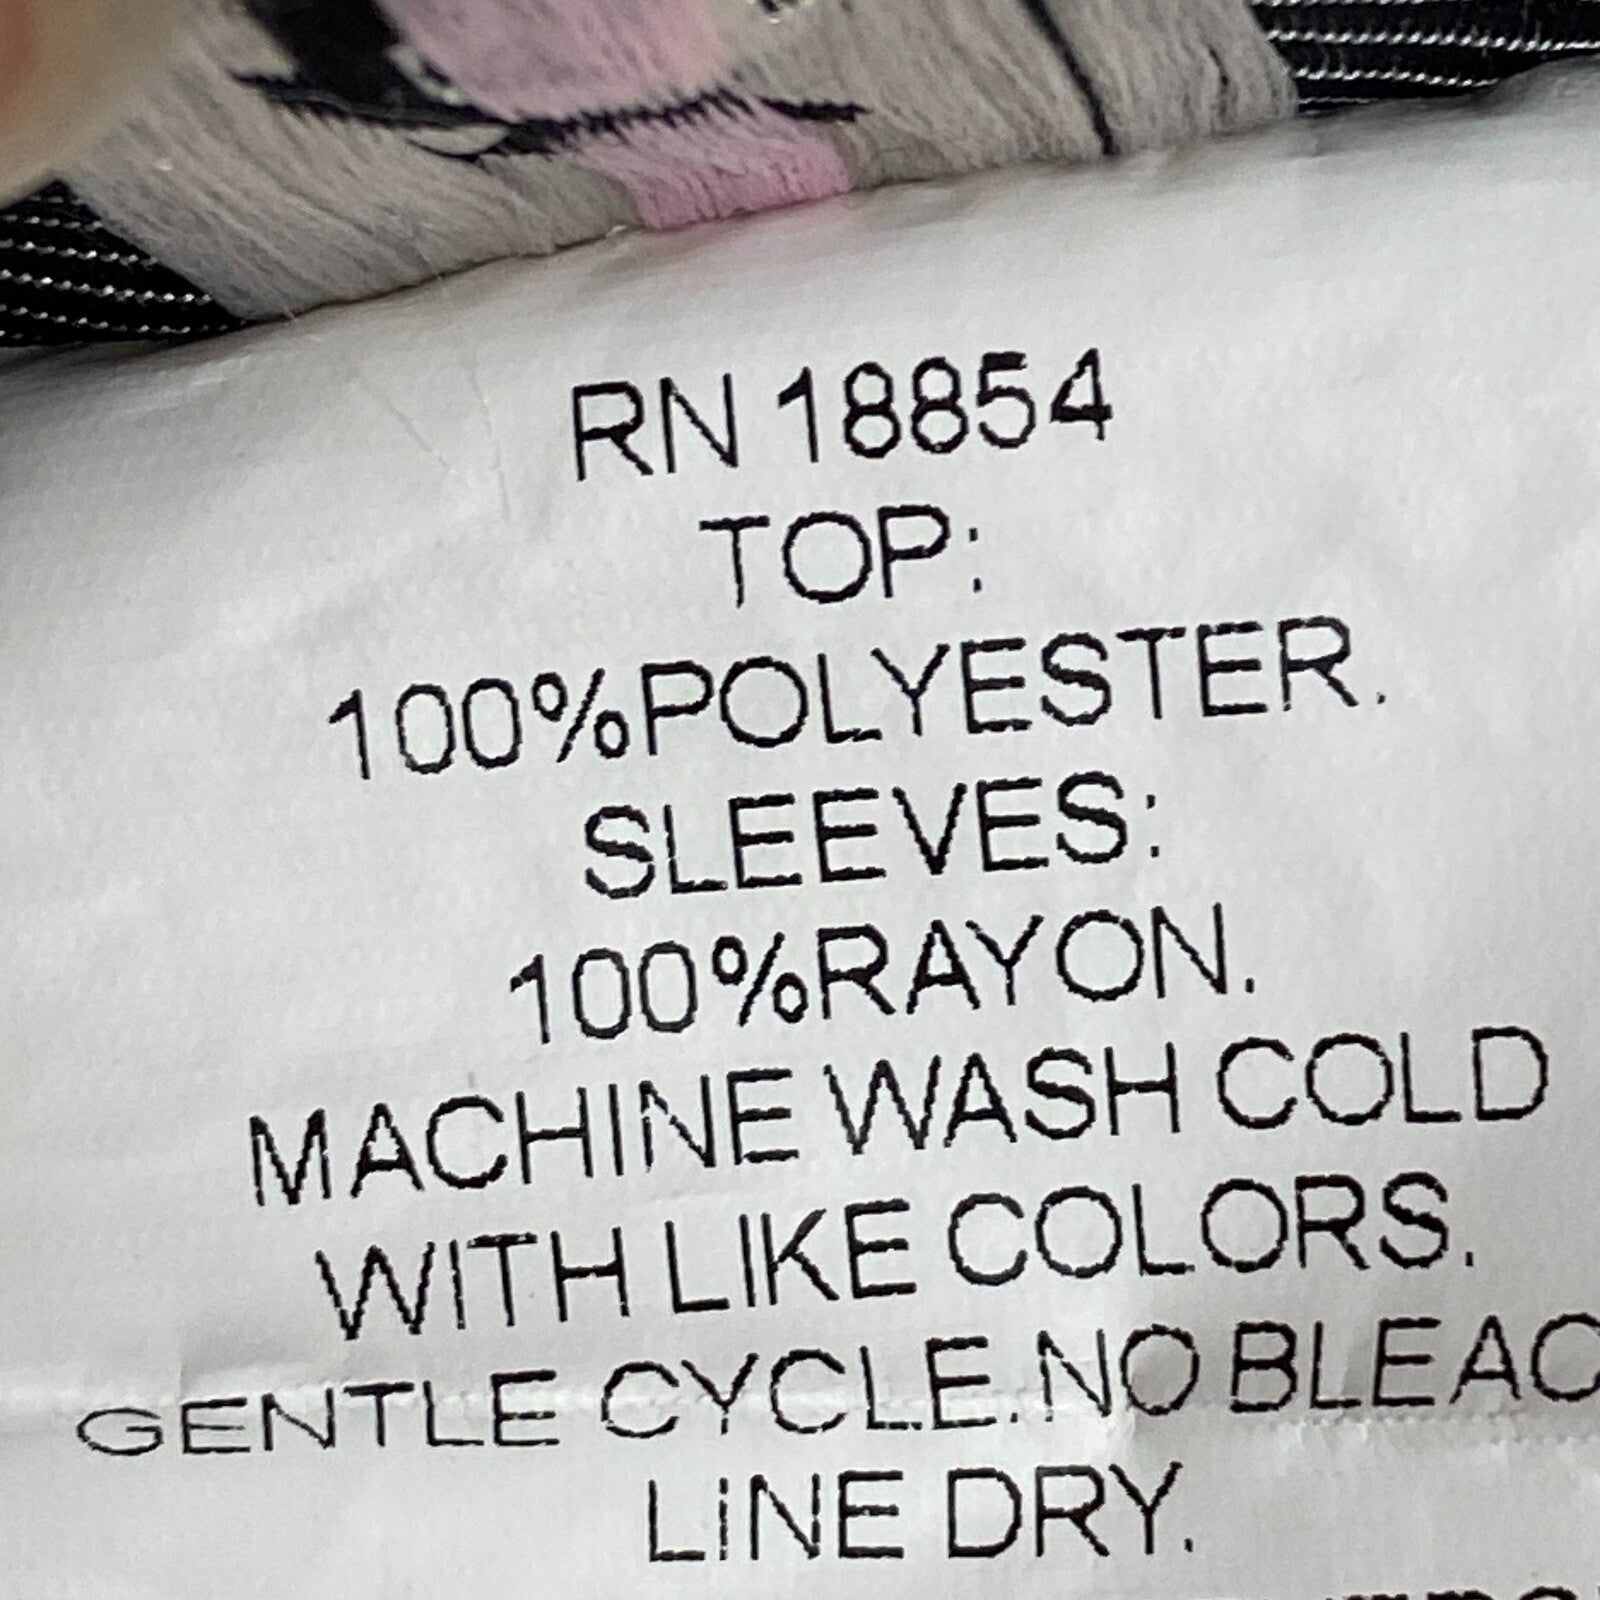 RN 18854
TOP:
100%POLYESTER.
SLEEVES:
100%RAYON.
MACHINE WASH COLD
WITH LIKE COLORS.
GENTLE CYCLE.NO BLEAC
LiNE DRY.